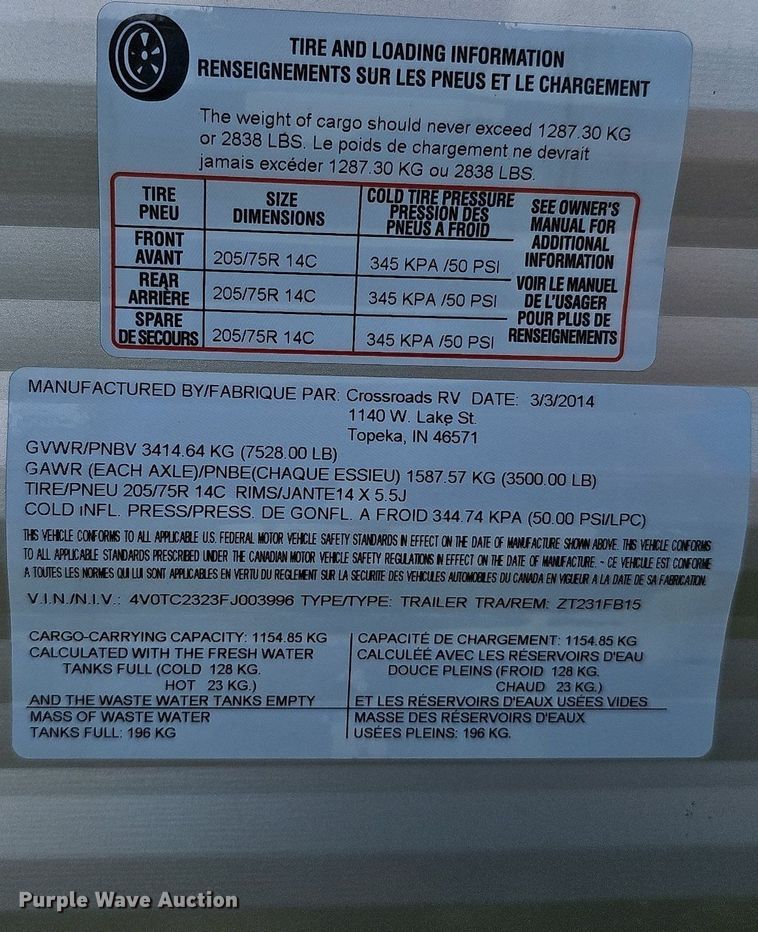 TIRE AND LOADING INFORMATION
RENSEIGNEMENTS SUR LES PNEUS ET LE CHARGEMENT
The weight of cargo should never exceed 1287.30 KG
or 2838 LBS. Le poids de chargement ne devrait
jamais excéder 1287.30 KG ou 2838 LBS.
TIRE
PNEU
SIZE
DIMENSIONS
COLD TIRE PRESSURE
PRESSION DES
PNEUS A FROID
SEE OWNER'S
MANUAL FOR
ADDITIONAL
INFORMATION
VOIR LE MANUEL
DE L'USAGER
POUR PLUS DE
RENSEIGNEMENTS
FRONT
AVANT
205/75R 14C
345 KPA /50 PSI
REAR
ARRIÈRE
205/75R 14C
345 KPA /50 PSI
SPARE
DE SECOURS
205/75R 14C
345 KPA /50 PSI
MANUFACTURED BY/FABRIQUE PAR: Crossroads RV DATE: 3/3/2014
1140 W. Lake St.
Topeka, IN 46571
GVWR/PNBV 3414.64 KG (7528.00 LB)
GAWR (EACH AXLE)/PNBE(CHAQUE ESSIEU) 1587.57 KG (3500.00 LB)
TIRE/PNEU 205/75R 14C RIMS/JANTE14 X 5.5J
COLD INFL. PRESS/PRESS. DE GONFL. A FROID 344.74 KPA (50.00 PSI/LPC)
THIS VEHICLE CONFORMS TO ALL APPLICABLE U.S. FEDERAL MOTOR VEHICLE SAFETY STANDARDS IN EFFECT ON THE DATE OF MANUFACTURE SHOWN ABOVE. THIS VEHICLE CONFORMS
TO ALL APPLICABLE STANDARDS PRESCRIBED UNDER THE CANADIAN MOTOR VEHICLE SAFETY REGULATIONS IN EFFECT ON THE DATE OF MANUFACTURE. - CE VEHICULE EST CONFORME
A TOUTES LES NORMES QUI LUI SONT APPLICABLES EN VERTU DU REGLEMENT SUR LA SECURITE DES VEHICULES AUTOMOBILES DU CANADA EN VIGUEUR A LA DATE DE SA FABRICATION.
V.I.N./N.I.V.: 4V0TC2323FJ003996 TYPE/TYPE: TRAILER TRA/REM: ZT231FB15
CARGO-CARRYING CAPACITY: 1154.85 KG
CALCULATED WITH THE FRESH WATER
TANKS FULL (COLD 128 KG.
HOT 23 KG.)
AND THE WASTE WATER TANKS EMPTY
MASS OF WASTE WATER
TANKS FULL: 196 KG
CAPACITÉ DE CHARGEMENT: 1154.85 KG
CALCULÉE AVEC LES RÉSERVOIRS D'EAU
DOUCE PLEINS (FROID 128 KG.
CHAUD 23 KG.)
ET LES RÉSERVOIRS D'EAUX USÉES VIDES
MASSE DES RÉSERVOIRS D'EAUX
USÉES PLEINS: 196 KG.
Purple Wave Auction